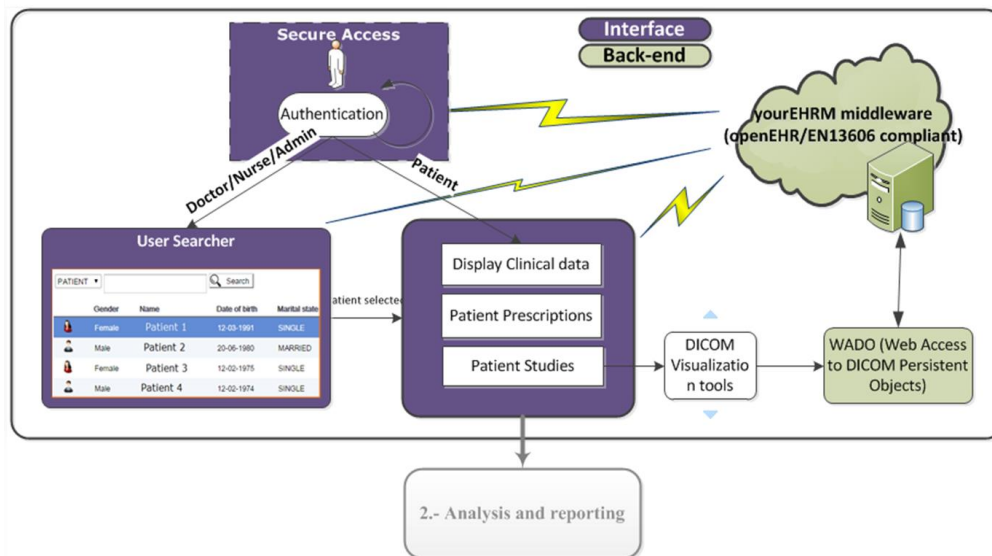 Secure Access
Interface
Back-end
Authentication
yourEHRM middleware
(openEHR/EN13606 compliant)
Doctor/Nurse/Admin
Patient
User Searcher
PATIENT
Search
Gender Name Date of birth Marital state
Female Patient 1 12-03-1991 SINGLE
Male Patient 2 20-06-1980 MARRIED
Female Patient 3 12-02-1975 SINGLE
Male Patient 4 12-02-1974 SINGLE
atient selected
Display Clinical data
Patient Prescriptions
Patient Studies
DICOM
Visualizatio
n tools
WADO (Web Access
to DICOM Persistent
Objects)
2.- Analysis and reporting